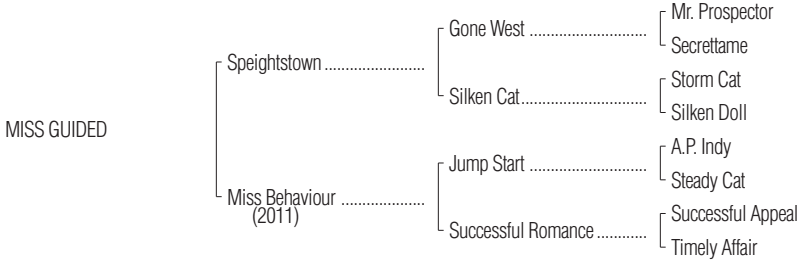 Mr. Prospector
Gone West ..............................
Secrettame
Speightstown .........................
Storm Cat
Silken Cat................................
Silken Doll
MISS GUIDED
A.P. Indy
Jump Start ..............................
Steady Cat
Miss Behaviour .....................
(2011)
Successful Appeal
Successful Romance ............
Timely Affair